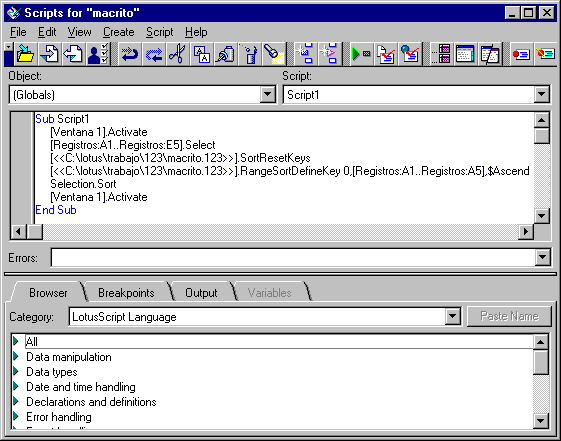 Scripts for "macrito"
File Edit View Create Script Help
Object: Script:
(Globals) Script1
Sub Script1
[Ventana 1].Activate
[Registros:A1..Registros:E5].Select
[<<C:\lotus\trabajo\123\macrito.123>>].SortResetKeys
[<<C:\lotus\trabajo\123\macrito.123>>].RangeSortDefineKey 0,[Registros:A1..Registros:A5],$Ascend
Selection.Sort
[Ventana 1].Activate
End Sub
Errors:
Browser Breakpoints Output Variables
Category: LotusScript Language Paste Name
All
Data manipulation
Data types
Date and time handling
Declarations and definitions
Error handling